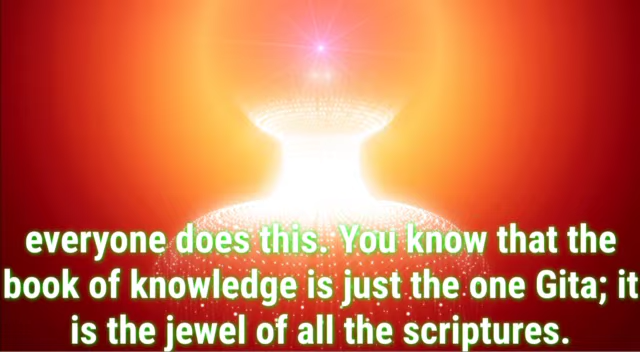 everyone does this. You know that the
book of knowledge is just the one Gita; it
is the jewel of all the scriptures.